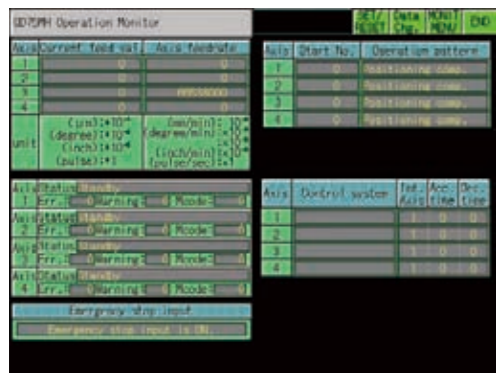 QD75MH Operation Monitor
SET/ RESET
Data Chg.
MONIT MENU
END
Axis Current feed val. Axis feedrate
1 0 0
2 0 0
3 0
4 0 0
unit
(degree):*10
(inch):*10
(pulse):*1
(mm/min):*10
(degree/min):*10
(inch/min):*10
(pulse/sec):*1
Axis Start No. Operation pattern
1 0 Positioning comp.
2 0 Positioning comp.
3 0 Positioning comp.
4 0 Positioning comp.
Axis Status Standby
1 Err.: 0 Warning: 0 Mcode: 0
Axis Status Standby
2 Err.: 0 Warning: 0 Mcode: 0
Axis Status Standby
3 Err.: 0 Warning: 0 Mcode: 0
Axis Status Standby
4 Err.: 0 Warning: 0 Mcode: 0
Axis Control system Int. Axis Acc. time Dec. time
1 1 0 0
2 1 0 0
3 1 0 0
4 1 0 0
Emergency stop input
Emergency stop input is ON.